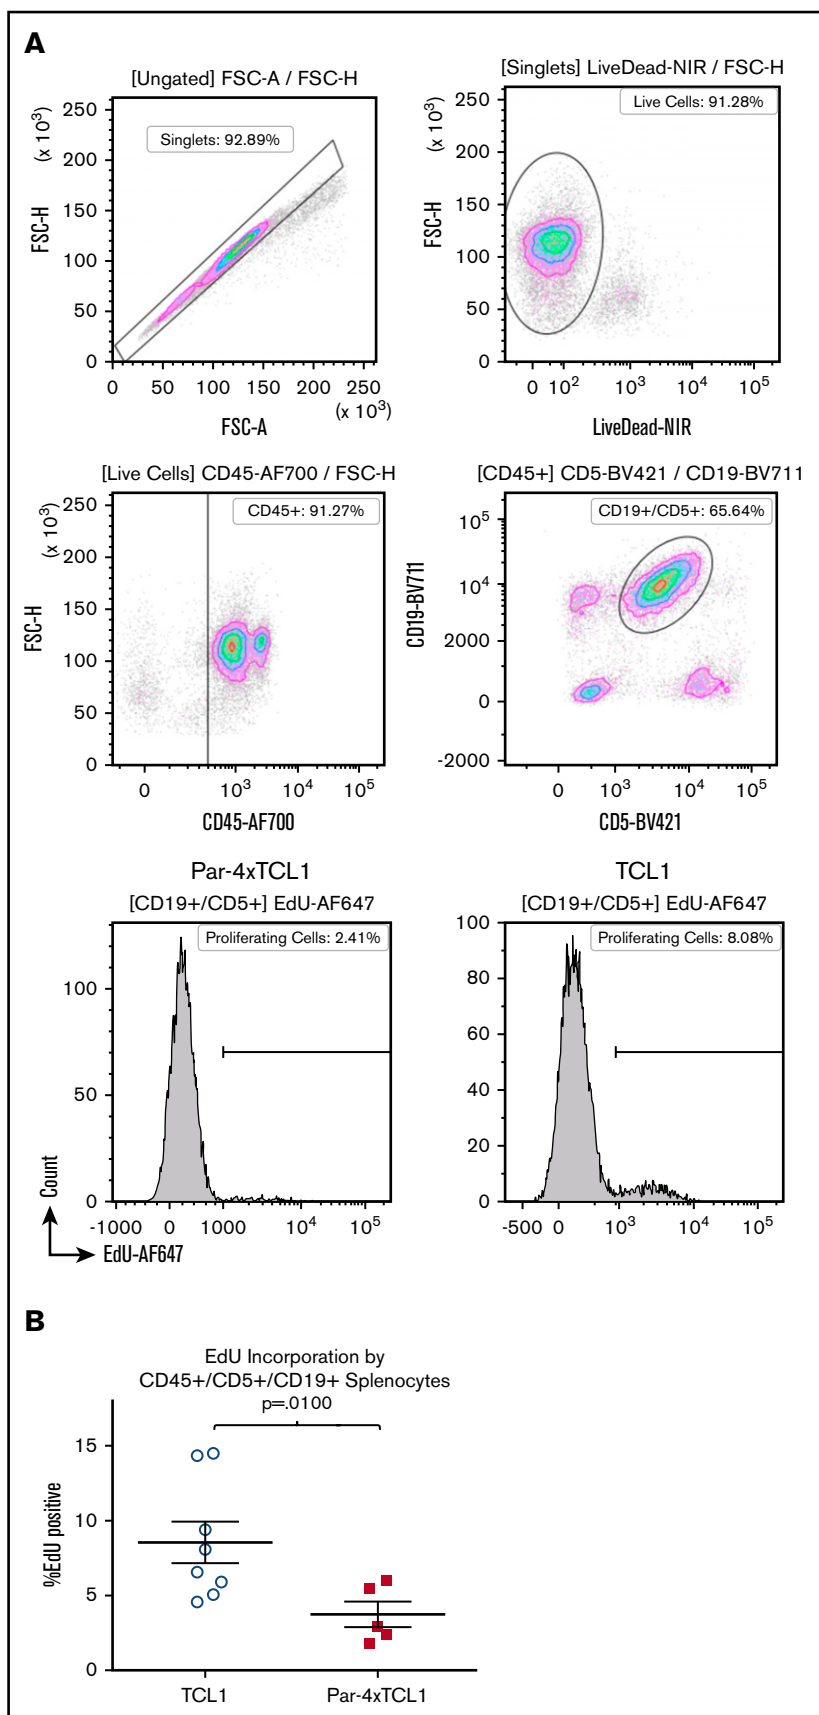 A
[Ungated] FSC-A / FSC-H
Singlets: 92.89%
(x 10³)
FSC-H
250
200
150
100
50
0
0 50 100 150 200 250
(x 10³)
FSC-A
[Singlets] LiveDead-NIR / FSC-H
Live Cells: 91.28%
(x 10³)
FSC-H
250
200
150
100
50
0
0 10² 10³ 10⁴ 10⁵
LiveDead-NIR
[Live Cells] CD45-AF700 / FSC-H
CD45+: 91.27%
(x 10³)
FSC-H
250
200
150
100
50
0
0 10³ 10⁴ 10⁵
CD45-AF700
[CD45+] CD5-BV421 / CD19-BV711
CD19+/CD5+: 65.64%
CD19-BV711
10⁵
10⁴
2000
0
-2000
0 10³ 10⁴ 10⁵
CD5-BV421
Par-4xTCL1
[CD19+/CD5+] EdU-AF647
Proliferating Cells: 2.41%
100
50
0
-1000 0 1000 10⁴ 10⁵
Count
EdU-AF647
TCL1
[CD19+/CD5+] EdU-AF647
Proliferating Cells: 8.08%
100
80
60
40
20
0
-500 0 10³ 10⁴ 10⁵
B
EdU Incorporation by
CD45+/CD5+/CD19+ Splenocytes
p=.0100
%EdU positive
15
10
5
0
TCL1 Par-4xTCL1